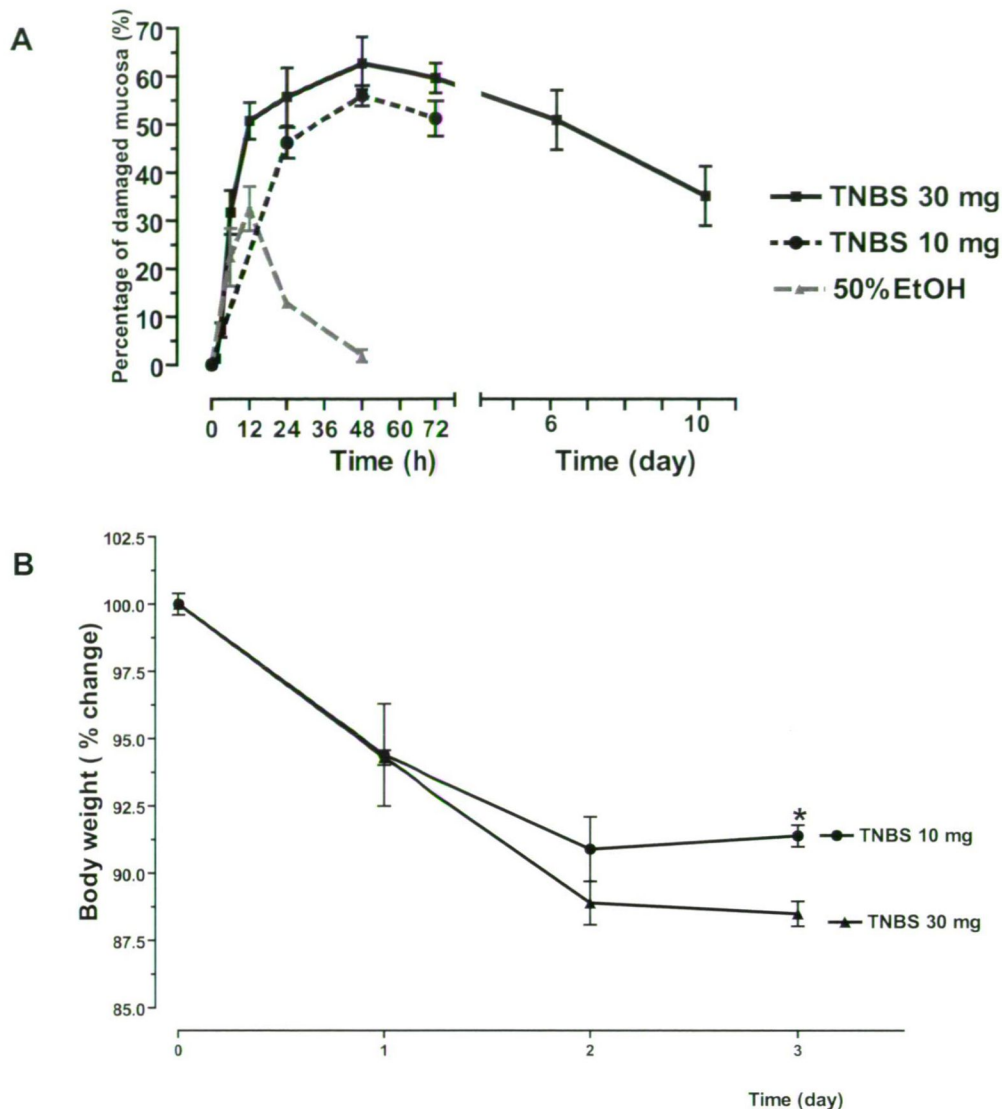 A
Percentage of damaged mucosa (%)
70
60
50
40
30
20
10
0
0 12 24 36 48 60 72
Time (h)
6 10
Time (day)
TNBS 30 mg
TNBS 10 mg
50%EtOH
B
Body weight ( % change)
102.5
100.0
97.5
95.0
92.5
90.0
87.5
85.0
*
TNBS 10 mg
TNBS 30 mg
0 1 2 3
Time (day)